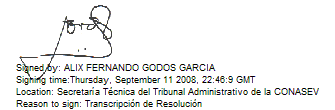 Signed by: ALIX FERNANDO GODOS GARCIA
Signing time:Thursday, September 11 2008, 22:46:9 GMT
Location: Secretaría Técnica del Tribunal Administrativo de la CONASEV
Reason to sign: Transcripción de Resolución